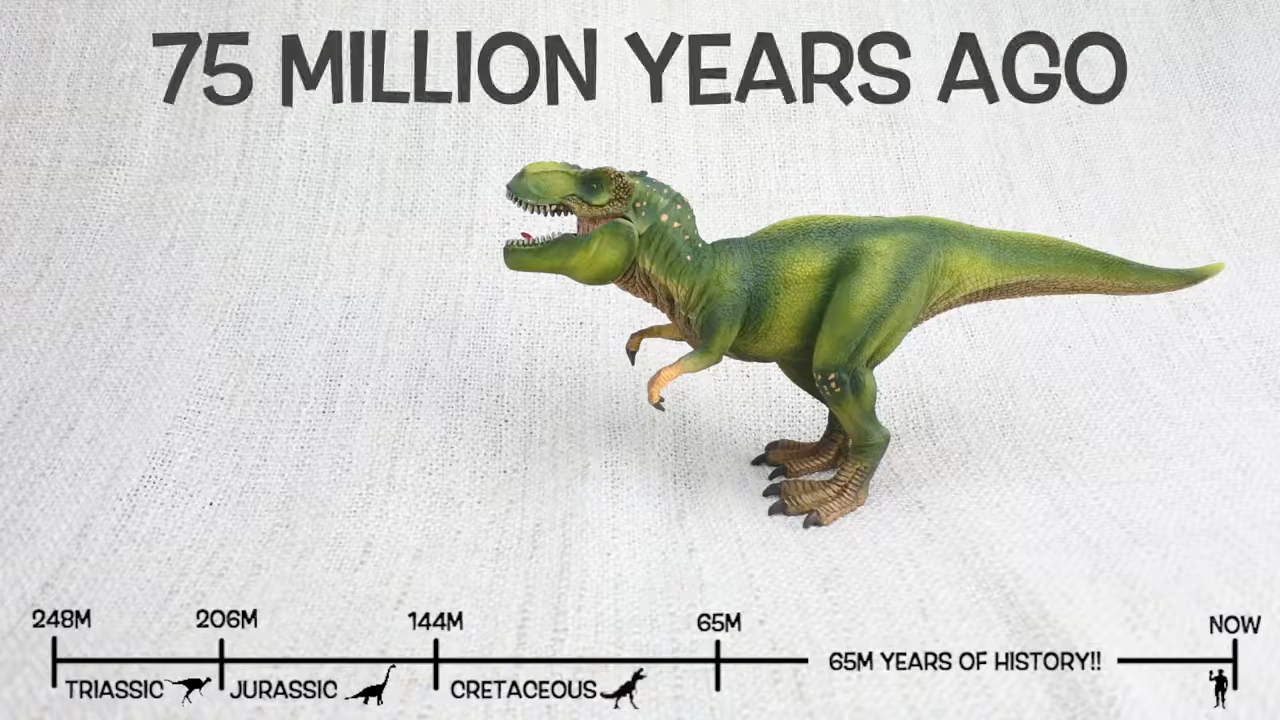 75 MILLION YEARS AGO
248M 206M 144M 65M NOW
65M YEARS OF HISTORY!!
TRIASSIC JURASSIC CRETACEOUS